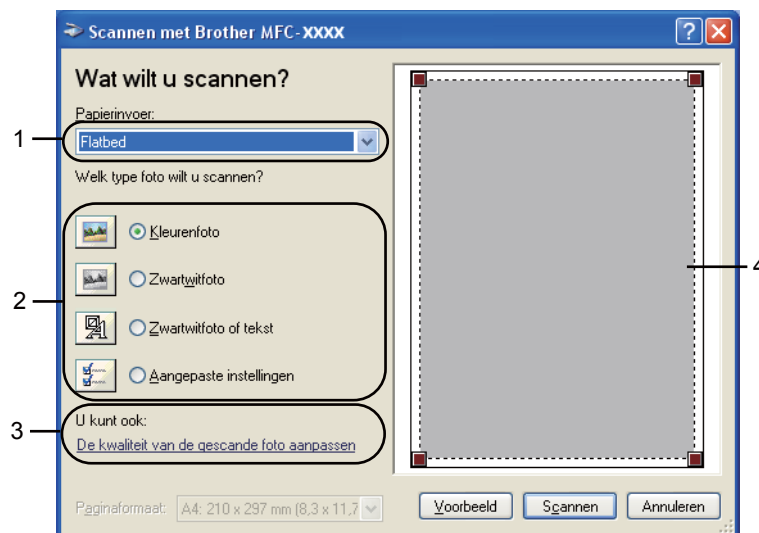 Scannen met Brother MFC-XXXX
Wat wilt u scannen?
Papierinvoer:
1
Flatbed
Welk type foto wilt u scannen?
2
Kleurenfoto
Zwartwitfoto
Zwartwitfoto of tekst
Aangepaste instellingen
3
U kunt ook:
De kwaliteit van de gescande foto aanpassen
4
Paginaformaat: A4: 210 x 297 mm (8,3 x 11,7
Voorbeeld Scannen Annuleren